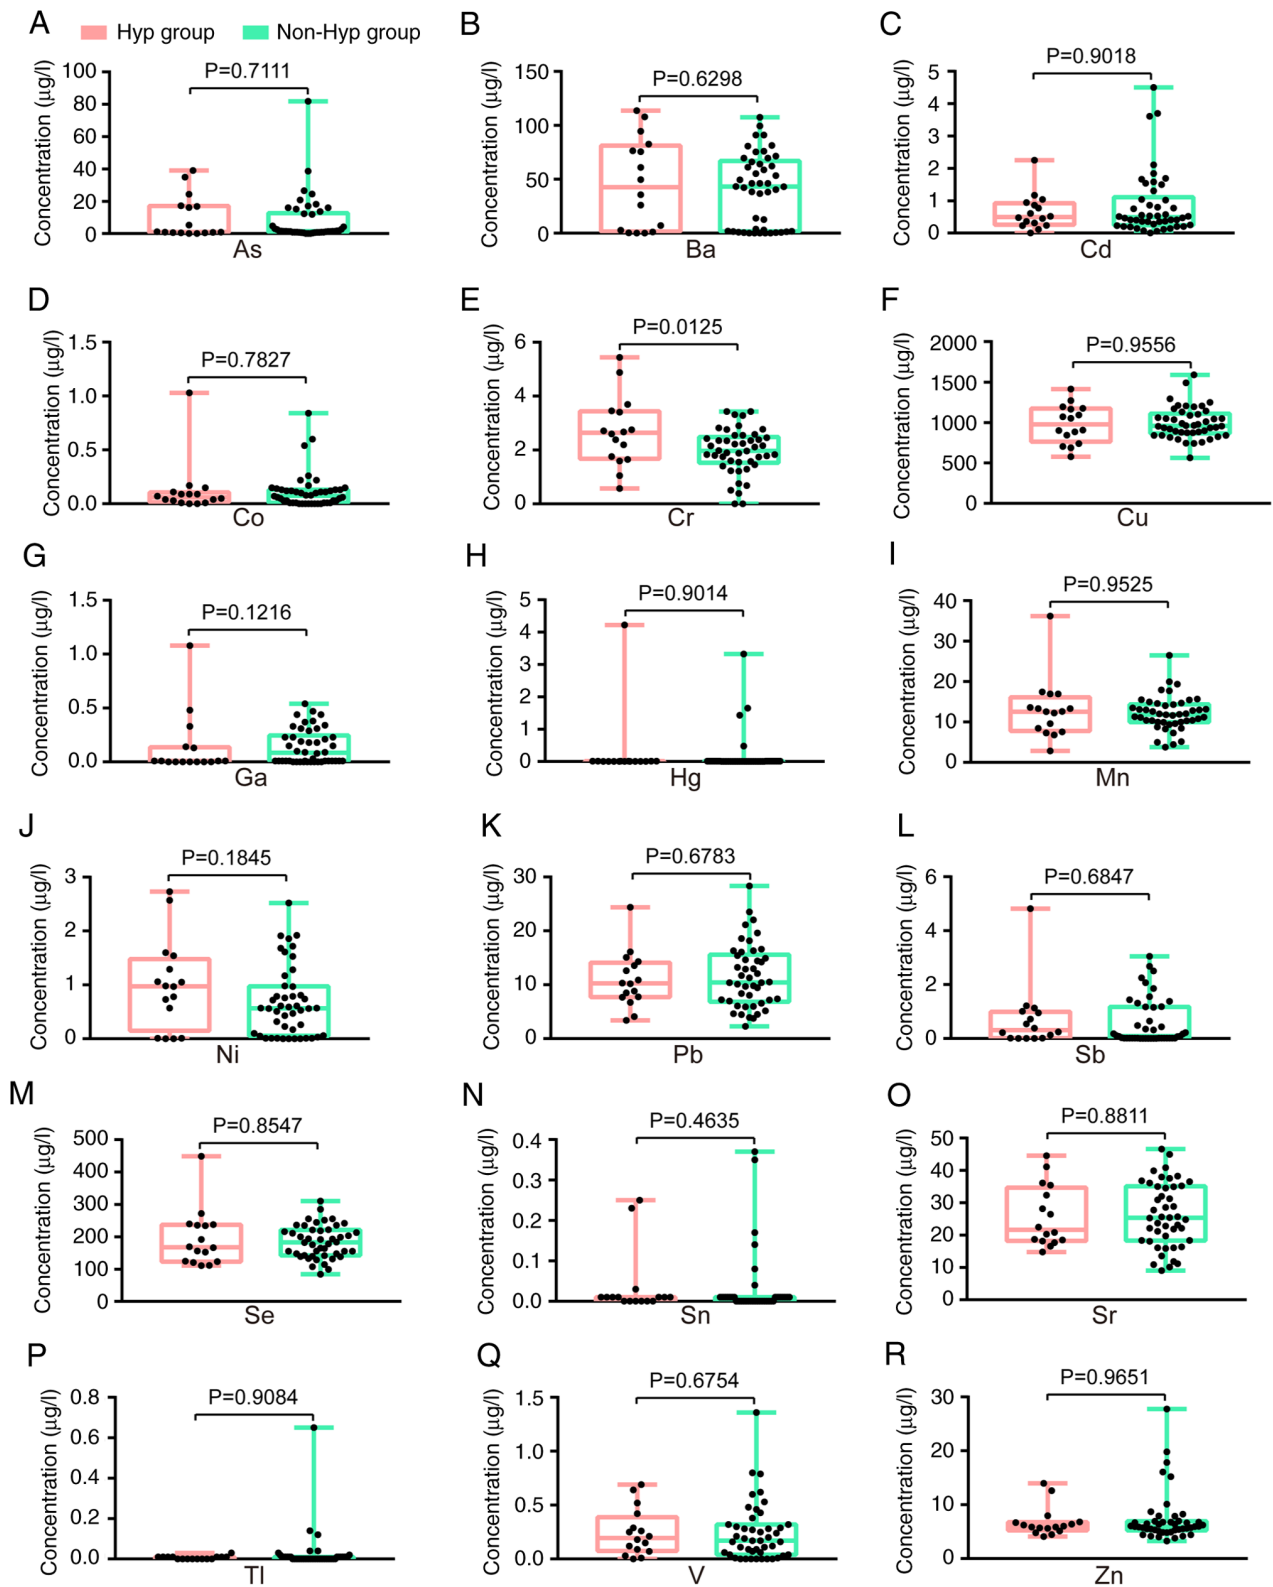 A
Hyp group
Non-Hyp group
Concentration (µg/l)
100
80
60
40
20
0
P=0.7111
As
B
Concentration (µg/l)
150
100
50
0
P=0.6298
Ba
C
Concentration (µg/l)
5
4
3
2
1
0
P=0.9018
Cd
D
Concentration (µg/l)
1.5
1.0
0.5
0.0
P=0.7827
Co
E
Concentration (µg/l)
6
4
2
0
P=0.0125
Cr
F
Concentration (µg/l)
2000
1500
1000
500
0
P=0.9556
Cu
G
Concentration (µg/l)
1.5
1.0
0.5
0.0
P=0.1216
Ga
H
Concentration (µg/l)
5
4
3
2
1
0
P=0.9014
Hg
I
Concentration (µg/l)
40
30
20
10
0
P=0.9525
Mn
J
Concentration (µg/l)
3
2
1
0
P=0.1845
Ni
K
Concentration (µg/l)
30
20
10
0
P=0.6783
Pb
L
Concentration (µg/l)
6
4
2
0
P=0.6847
Sb
M
Concentration (µg/l)
500
400
300
200
100
0
P=0.8547
Se
N
Concentration (µg/l)
0.4
0.3
0.2
0.1
0.0
P=0.4635
Sn
O
Concentration (µg/l)
50
40
30
20
10
0
P=0.8811
Sr
P
Concentration (µg/l)
0.8
0.6
0.4
0.2
0.0
P=0.9084
Tl
Q
Concentration (µg/l)
1.5
1.0
0.5
0.0
P=0.6754
V
R
Concentration (µg/l)
30
20
10
0
P=0.9651
Zn